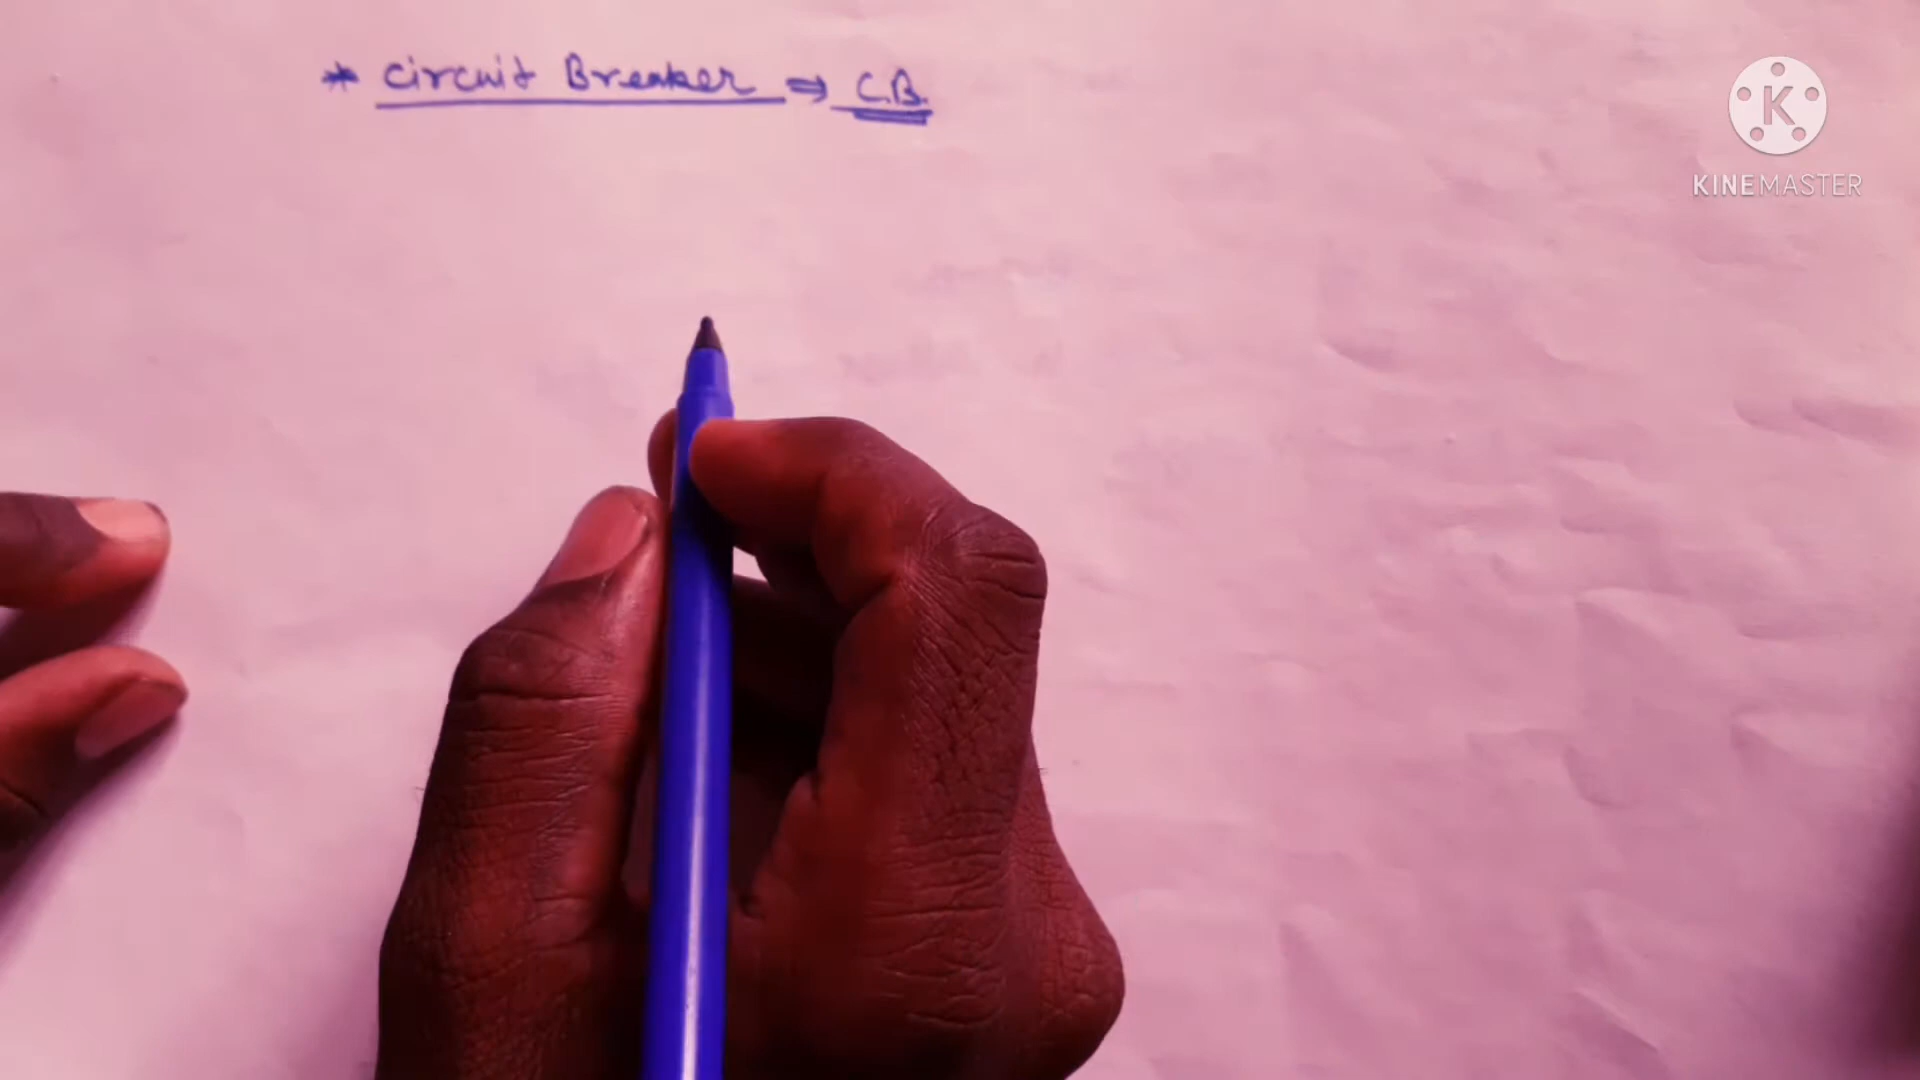 * Circuit Breaker ⇒ C.B.
K
KINEMASTER